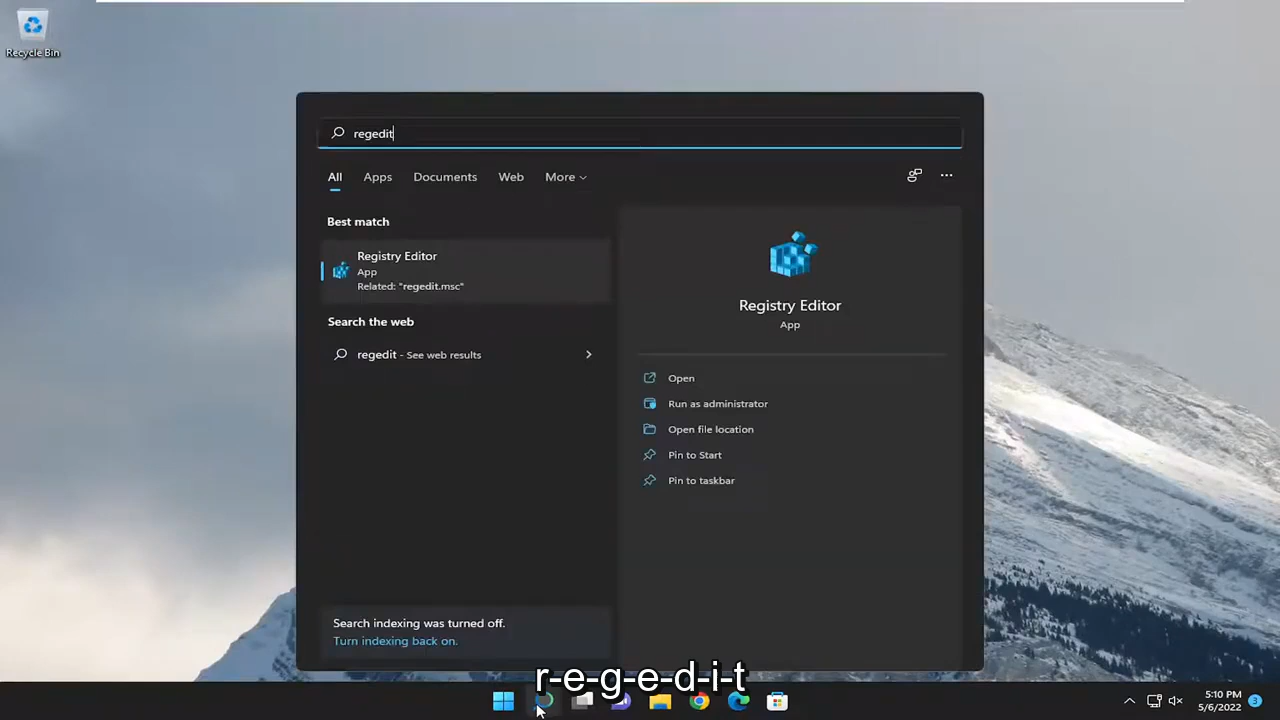 Recycle Bin
regedit
All
Apps
Documents
Web
More
Best match
Registry Editor
App
Related: "regedit.msc"
Search the web
regedit - See web results
Registry Editor
App
Open
Run as administrator
Open file location
Pin to Start
Pin to taskbar
Search indexing was turned off.
Turn indexing back on.
r-e-g-e-d-i-t
5:10 PM
5/6/2022
3